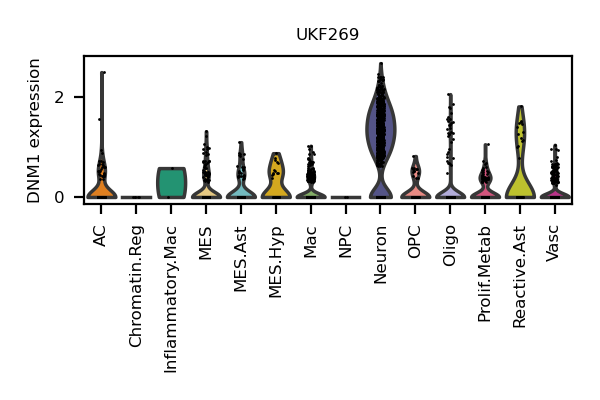 UKF269
DNM1 expression
2
0
AC
Chromatin.Reg
Inflammatory.Mac
MES
MES.Ast
MES.Hyp
Mac
NPC
Neuron
OPC
Oligo
Prolif.Metab
Reactive.Ast
Vasc